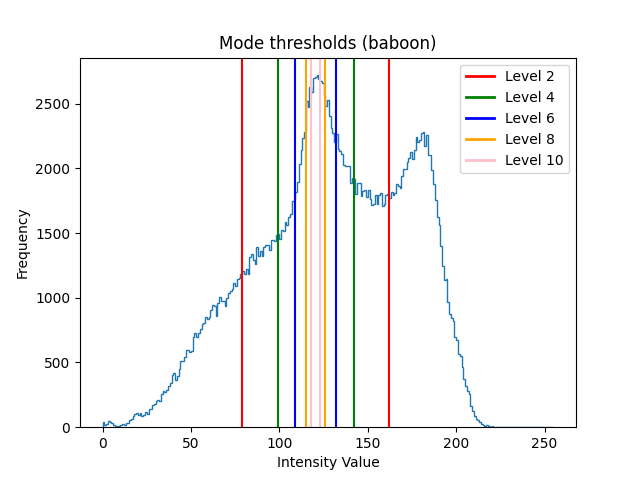 Mode thresholds (baboon)
Level 2
Level 4
Level 6
Level 8
Level 10
Frequency
2500
2000
1500
1000
500
0
0 50 100 150 200 250
Intensity Value